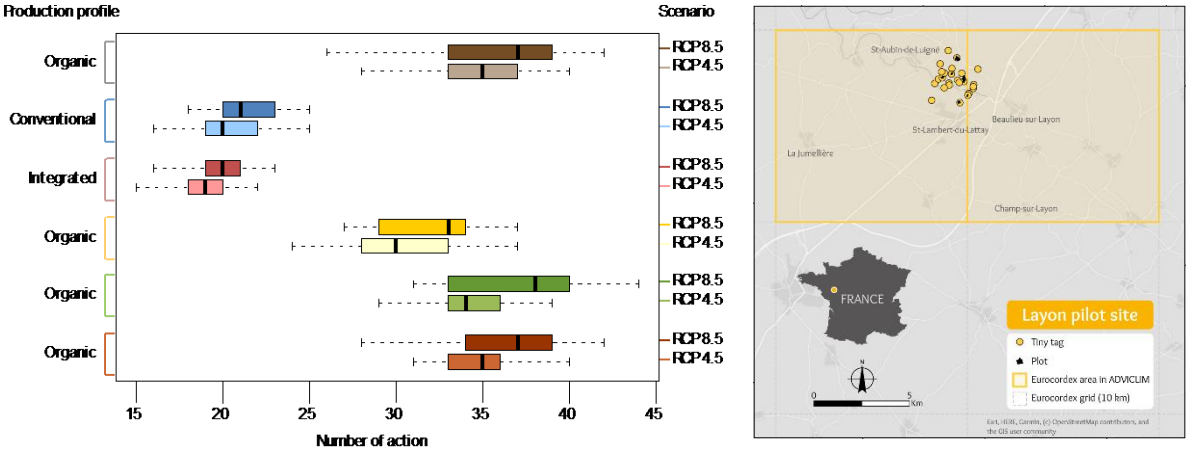 Production profile
Scenario
Organic
Conventional
Integrated
Organic
Organic
Organic
RCP8.5
RCP4.5
RCP8.5
RCP4.5
RCP8.5
RCP4.5
RCP8.5
RCP4.5
RCP8.5
RCP4.5
RCP8.5
RCP4.5
15 20 25 30 35 40 45
Number of action
St-Aubin-de-Luigné
Beaulieu-sur-Layon
St-Lambert-du-Lattay
La Jumellière
Champ-sur-Layon
FRANCE
N
0 5
Km
Layon pilot site
Tiny tag
Plot
Eurocordex area in ADVICLIM
Eurocordex grid (10 km)
Esri, HERE, Garmin, (c) OpenStreetMap contributors, and
the GIS user community